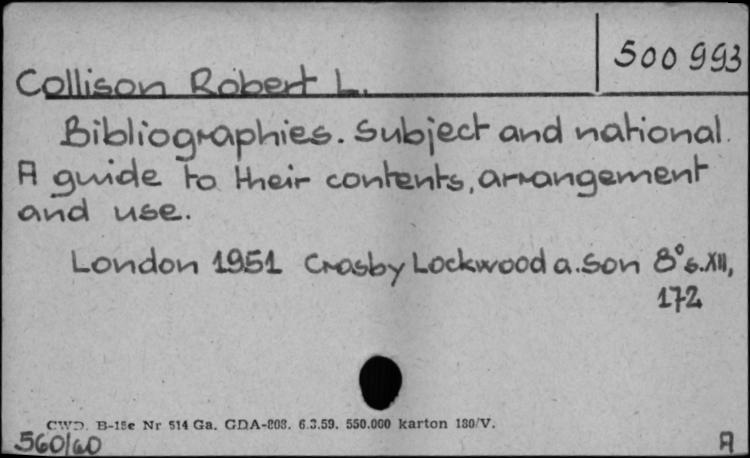 500 993
Collison Robert L.
Bibliographies. Subject and national.
A guide to their contents, arrangement
and use.
London 1951 Crosby Lockwood a. Son 8° s. XII,
172
CWD. B-15c Nr 514 Ga. GDA-808. 6.3.59. 550.000 karton 180/V.
560/60
A